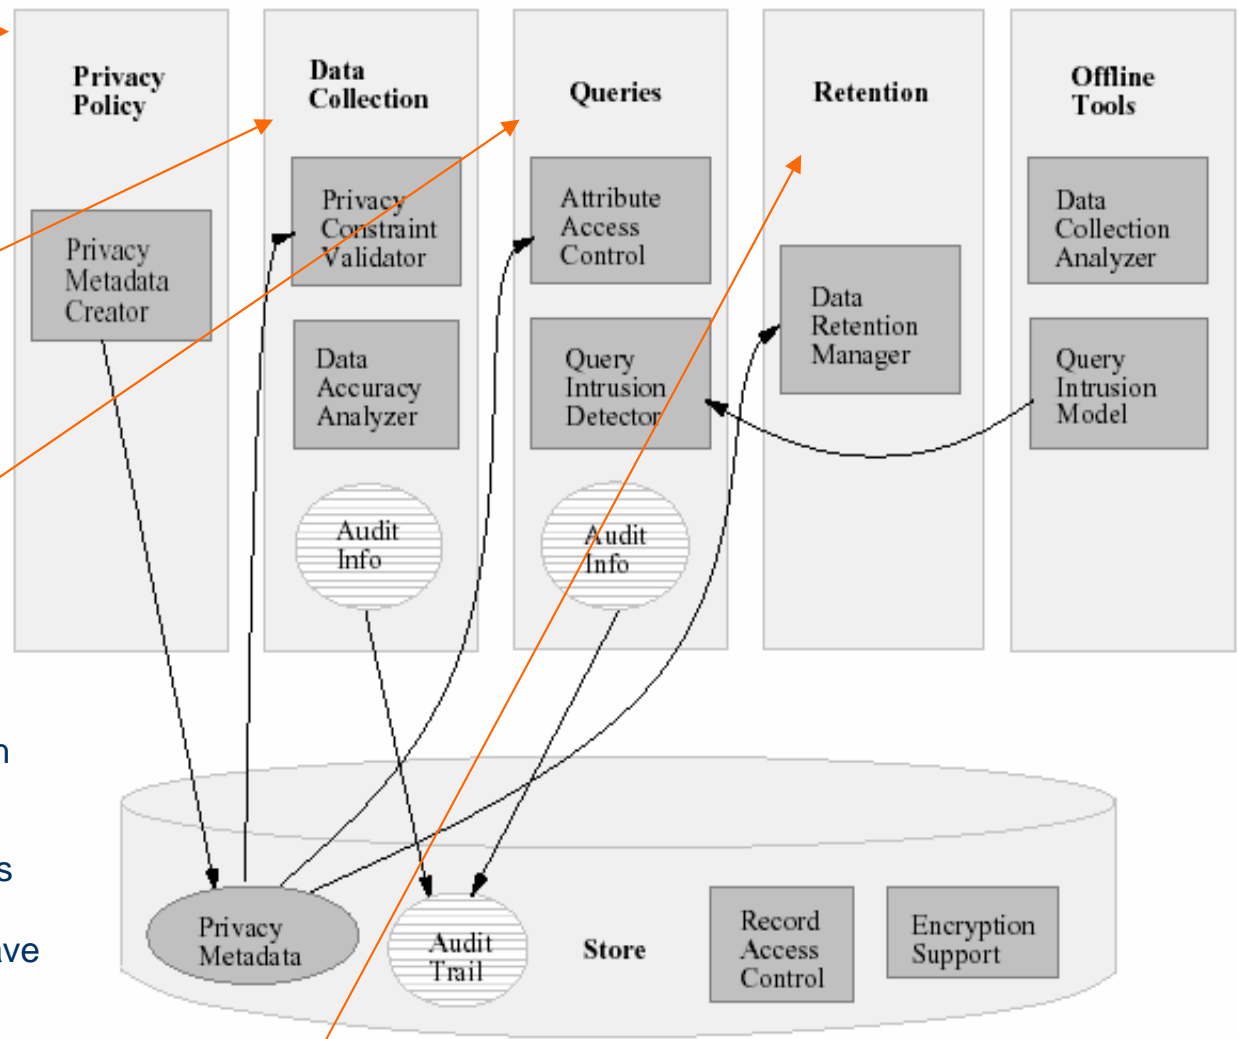 Privacy
Policy
Data
Collection
Queries
Retention
Offline
Tools
Privacy
Metadata
Creator
Privacy
Constraint
Validator
Data
Accuracy
Analyzer
Audit
Info
Attribute
Access
Control
Query
Intrusion
Detector
Audit
Info
Data
Retention
Manager
Data
Collection
Analyzer
Query
Intrusion
Model
Privacy
Metadata
Audit
Trail
Store
Record
Access
Control
Encryption
Support